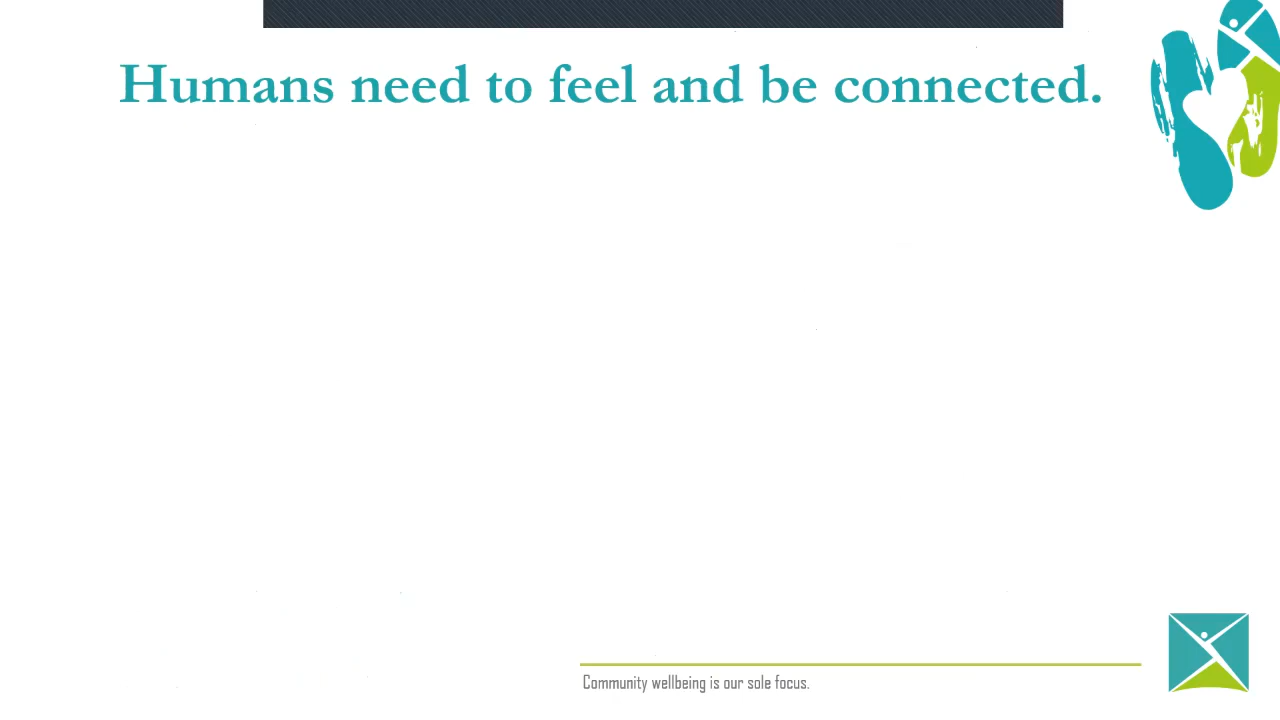 Humans need to feel and be connected.
Community wellbeing is our sole focus.